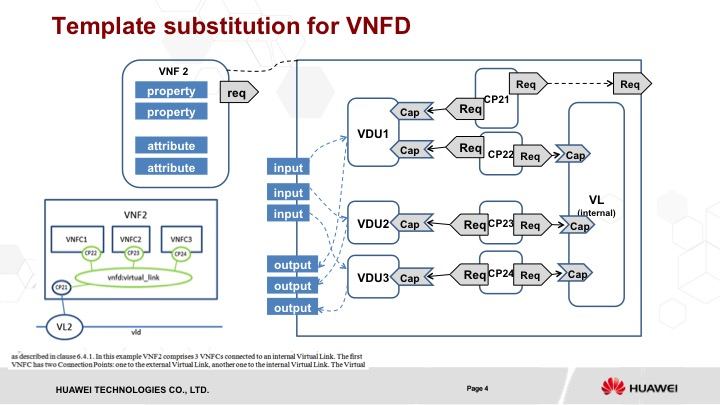 Template substitution for VNFD
VNF 2
property
property
attribute
attribute
req
input
input
input
output
output
output
VDU1
VDU2
VDU3
Cap
Cap
Cap
Cap
Req
Req
Req
Req
CP21
CP22
CP23
CP24
Req
Req
Req
Req
Req
Cap
Cap
Cap
VL
(internal)
VNF2
VNFC1
VNFC2
VNFC3
CP22
CP23
CP24
vnfd:virtual_link
CP21
VL2
vld
as described in clause 6.4.1. In this example VNF2 comprises 3 VNFCs connected to an internal Virtual Link. The first
VNFC has two Connection Points: one to the external Virtual Link, another one to the internal Virtual Link. The Virtual
HUAWEI TECHNOLOGIES CO., LTD.
Page 4
HUAWEI